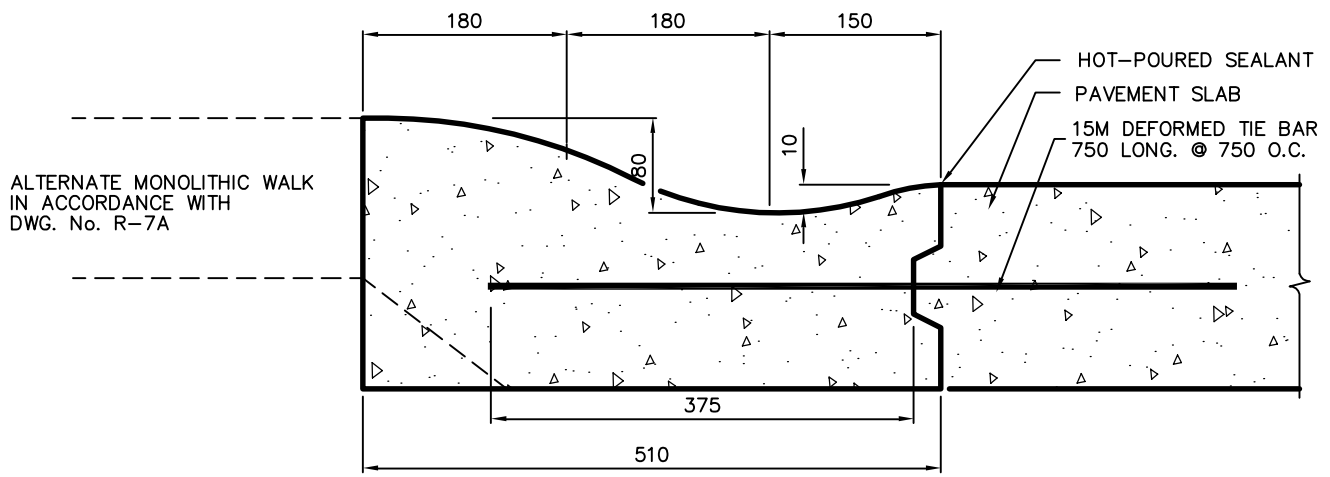 180
180
150
HOT-POURED SEALANT
PAVEMENT SLAB
15M DEFORMED TIE BAR
750 LONG. @ 750 O.C.
80
10
ALTERNATE MONOLITHIC WALK
IN ACCORDANCE WITH
DWG. No. R-7A
375
510